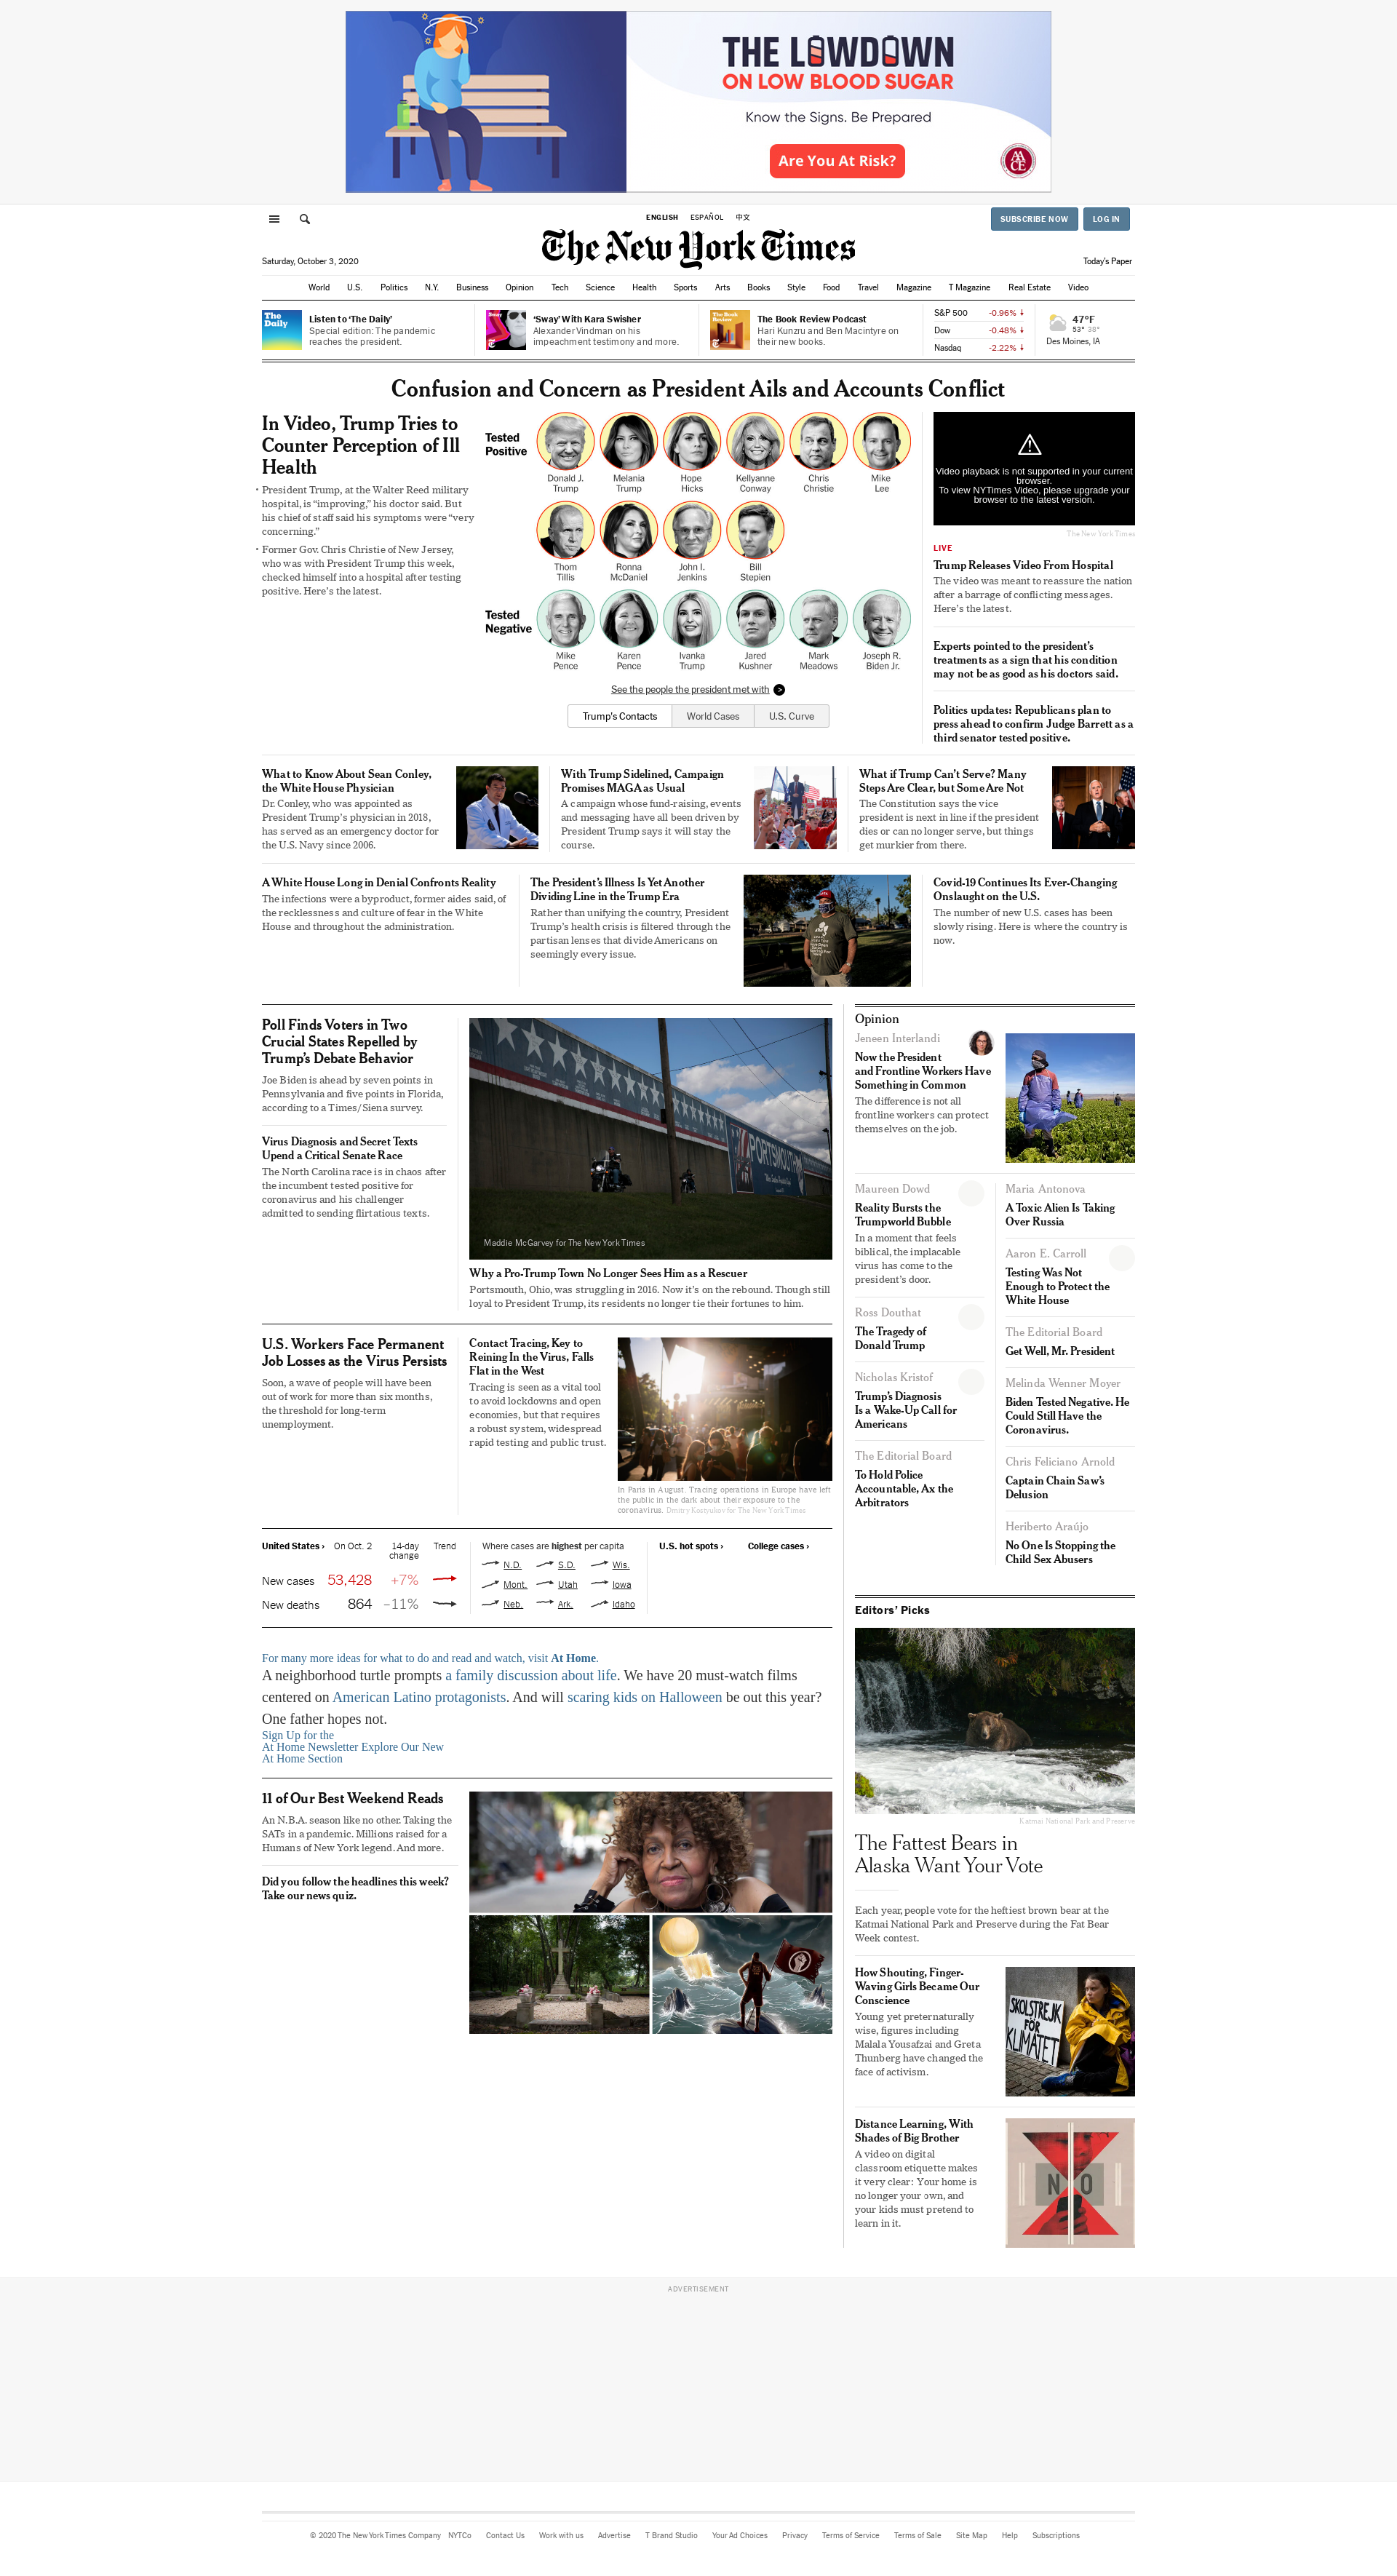 THE LOWDOWN
ON LOW BLOOD SUGAR
Know the Signs. Be Prepared
Are You At Risk?
AACE
ENGLISH ESPAÑOL 中文
SUBSCRIBE NOW LOG IN
The New York Times
Saturday, October 3, 2020
Today's Paper
World U.S. Politics N.Y. Business Opinion Tech Science Health Sports Arts Books Style Food Travel Magazine T Magazine Real Estate Video
The Daily
Listen to 'The Daily'
Special edition: The pandemic
reaches the president.
Sway
'Sway' With Kara Swisher
Alexander Vindman on his
impeachment testimony and more.
The Book Review
The Book Review Podcast
Hari Kunzru and Ben Macintyre on
their new books.
S&P 500 -0.96%
Dow -0.48%
Nasdaq -2.22%
47°F
53° 38°
Des Moines, IA
Confusion and Concern as President Ails and Accounts Conflict
In Video, Trump Tries to
Counter Perception of Ill
Health
• President Trump, at the Walter Reed military
hospital, is “improving,” his doctor said. But
his chief of staff said his symptoms were “very
concerning.”
• Former Gov. Chris Christie of New Jersey,
who was with President Trump this week,
checked himself into a hospital after testing
positive. Here’s the latest.
Tested
Positive
Donald J.
Trump
Melania
Trump
Hope
Hicks
Kellyanne
Conway
Chris
Christie
Mike
Lee
Thom
Tillis
Ronna
McDaniel
John I.
Jenkins
Bill
Stepien
Tested
Negative
Mike
Pence
Karen
Pence
Ivanka
Trump
Jared
Kushner
Mark
Meadows
Joseph R.
Biden Jr.
See the people the president met with >
Trump's Contacts World Cases U.S. Curve
Video playback is not supported in your current
browser.
To view NYTimes Video, please upgrade your
browser to the latest version.
The New York Times
LIVE
Trump Releases Video From Hospital
The video was meant to reassure the nation
after a barrage of conflicting messages.
Here’s the latest.
Experts pointed to the president’s
treatments as a sign that his condition
may not be as good as his doctors said.
Politics updates: Republicans plan to
press ahead to confirm Judge Barrett as a
third senator tested positive.
What to Know About Sean Conley,
the White House Physician
Dr. Conley, who was appointed as
President Trump’s physician in 2018,
has served as an emergency doctor for
the U.S. Navy since 2006.
With Trump Sidelined, Campaign
Promises MAGA as Usual
A campaign whose fund-raising, events
and messaging have all been driven by
President Trump says it will stay the
course.
What if Trump Can’t Serve? Many
Steps Are Clear, but Some Are Not
The Constitution says the vice
president is next in line if the president
dies or can no longer serve, but things
get murkier from there.
A White House Long in Denial Confronts Reality
The infections were a byproduct, former aides said, of
the recklessness and culture of fear in the White
House and throughout the administration.
The President’s Illness Is Yet Another
Dividing Line in the Trump Era
Rather than unifying the country, President
Trump’s health crisis is filtered through the
partisan lenses that divide Americans on
seemingly every issue.
Covid-19 Continues Its Ever-Changing
Onslaught on the U.S.
The number of new U.S. cases has been
slowly rising. Here is where the country is
now.
Poll Finds Voters in Two
Crucial States Repelled by
Trump’s Debate Behavior
Joe Biden is ahead by seven points in
Pennsylvania and five points in Florida,
according to a Times/Siena survey.
Virus Diagnosis and Secret Texts
Upend a Critical Senate Race
The North Carolina race is in chaos after
the incumbent tested positive for
coronavirus and his challenger
admitted to sending flirtatious texts.
PORTSMOUTH
Maddie McGarvey for The New York Times
Why a Pro-Trump Town No Longer Sees Him as a Rescuer
Portsmouth, Ohio, was struggling in 2016. Now it’s on the rebound. Though still
loyal to President Trump, its residents no longer tie their fortunes to him.
U.S. Workers Face Permanent
Job Losses as the Virus Persists
Soon, a wave of people will have been
out of work for more than six months,
the threshold for long-term
unemployment.
Contact Tracing, Key to
Reining In the Virus, Falls
Flat in the West
Tracing is seen as a vital tool
to avoid lockdowns and open
economies, but that requires
a robust system, widespread
rapid testing and public trust.
In Paris in August. Tracing operations in Europe have left
the public in the dark about their exposure to the
coronavirus. Dmitry Kostyukov for The New York Times
United States › On Oct. 2 14-day
change Trend
New cases 53,428 +7%
New deaths 864 –11%
Where cases are highest per capita
N.D. S.D. Wis.
Mont. Utah Iowa
Neb. Ark. Idaho
U.S. hot spots › College cases ›
For many more ideas for what to do and read and watch, visit At Home.
A neighborhood turtle prompts a family discussion about life. We have 20 must-watch films
centered on American Latino protagonists. And will scaring kids on Halloween be out this year?
One father hopes not.
Sign Up for the
At Home Newsletter Explore Our New
At Home Section
11 of Our Best Weekend Reads
An N.B.A. season like no other. Taking the
SATs in a pandemic. Millions raised for a
Humans of New York legend. And more.
Did you follow the headlines this week?
Take our news quiz.
Opinion
Jeneen Interlandi
Now the President
and Frontline Workers Have
Something in Common
The difference is not all
frontline workers can protect
themselves on the job.
Maureen Dowd
Reality Bursts the
Trumpworld Bubble
In a moment that feels
biblical, the implacable
virus has come to the
president’s door.
Ross Douthat
The Tragedy of
Donald Trump
Nicholas Kristof
Trump’s Diagnosis
Is a Wake-Up Call for
Americans
The Editorial Board
To Hold Police
Accountable, Ax the
Arbitrators
Maria Antonova
A Toxic Alien Is Taking
Over Russia
Aaron E. Carroll
Testing Was Not
Enough to Protect the
White House
The Editorial Board
Get Well, Mr. President
Melinda Wenner Moyer
Biden Tested Negative. He
Could Still Have the
Coronavirus.
Chris Feliciano Arnold
Captain Chain Saw’s
Delusion
Heriberto Araújo
No One Is Stopping the
Child Sex Abusers
Editors’ Picks
Katmai National Park and Preserve
The Fattest Bears in
Alaska Want Your Vote
Each year, people vote for the heftiest brown bear at the
Katmai National Park and Preserve during the Fat Bear
Week contest.
How Shouting, Finger-
Waving Girls Became Our
Conscience
Young yet preternaturally
wise, figures including
Malala Yousafzai and Greta
Thunberg have changed the
face of activism.
SKOLSTREJK
FÖR
KLIMATET
Distance Learning, With
Shades of Big Brother
A video on digital
classroom etiquette makes
it very clear: Your home is
no longer your own, and
your kids must pretend to
learn in it.
NO
ADVERTISEMENT
© 2020 The New York Times Company NYTCo Contact Us Work with us Advertise T Brand Studio Your Ad Choices Privacy Terms of Service Terms of Sale Site Map Help Subscriptions